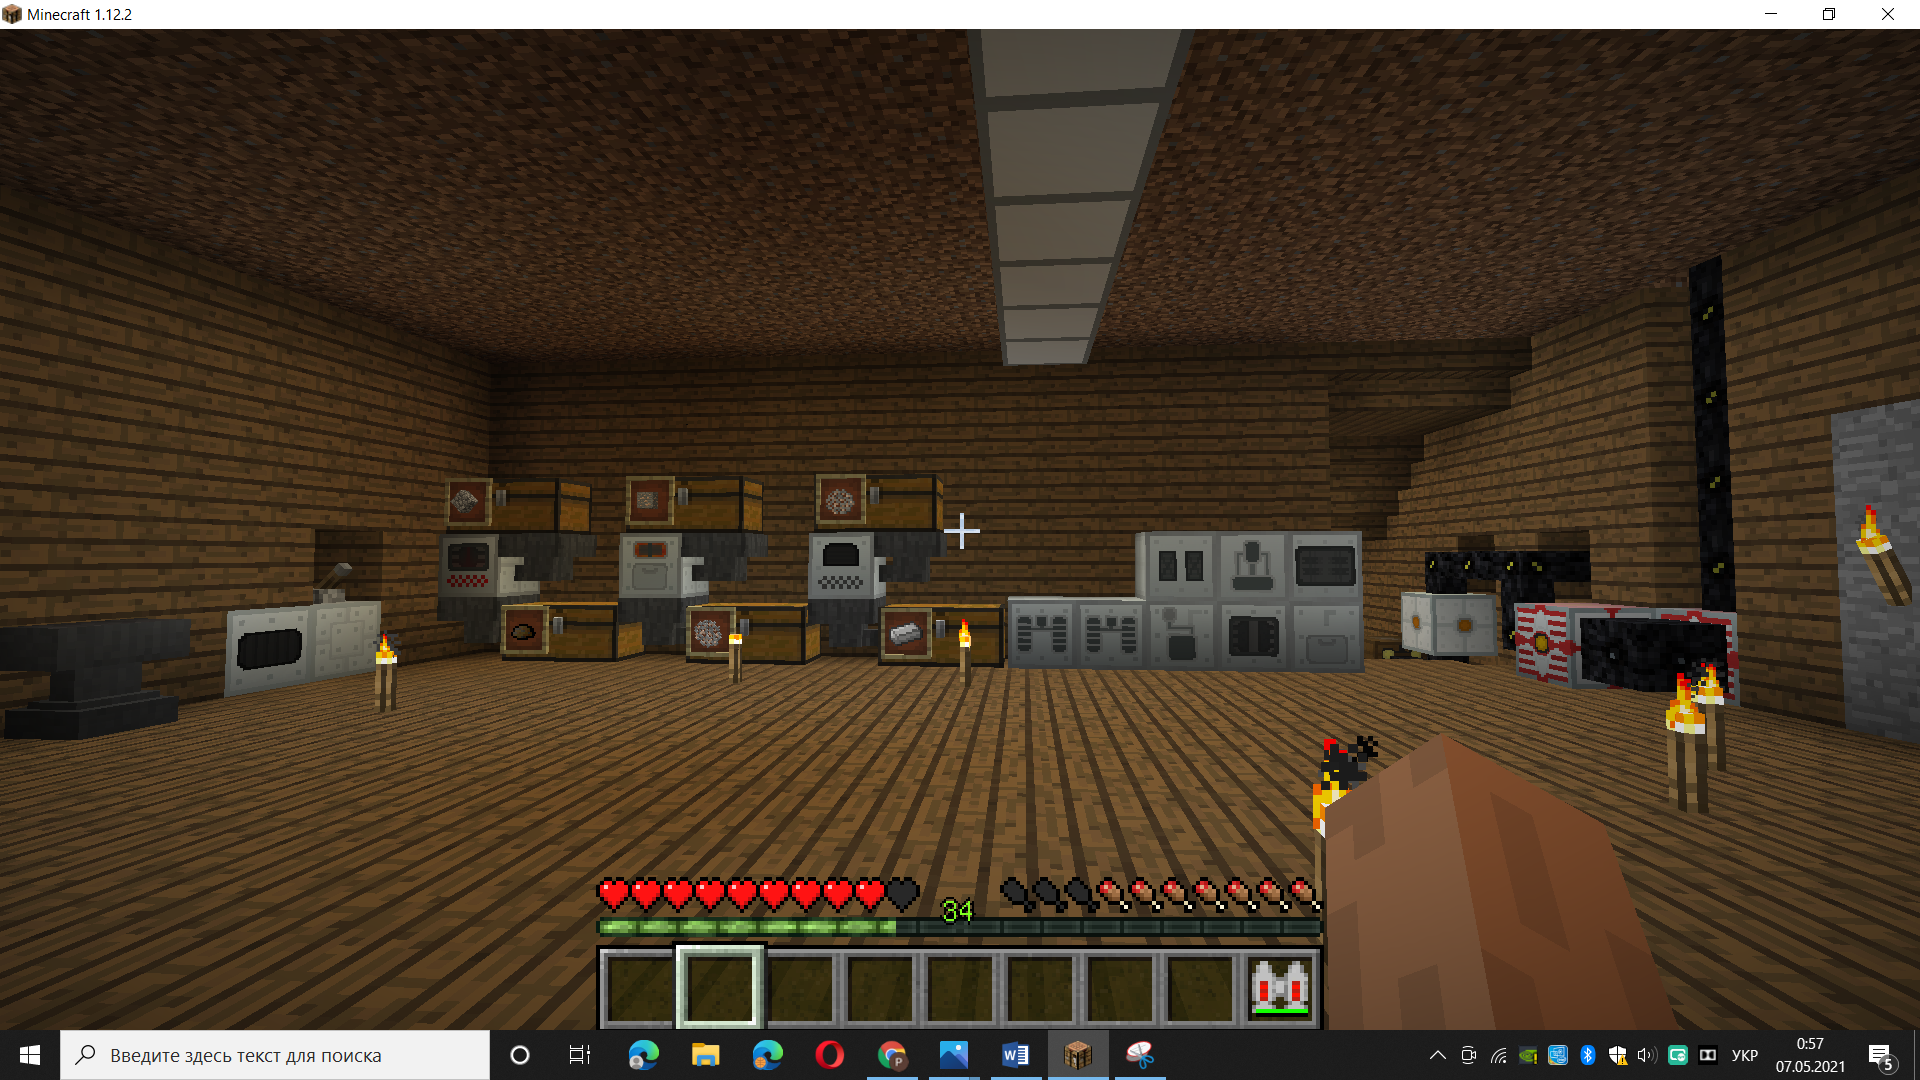 Minecraft 1.12.2
34
Введите здесь текст для поиска
УКР
0:57
07.05.2021
5